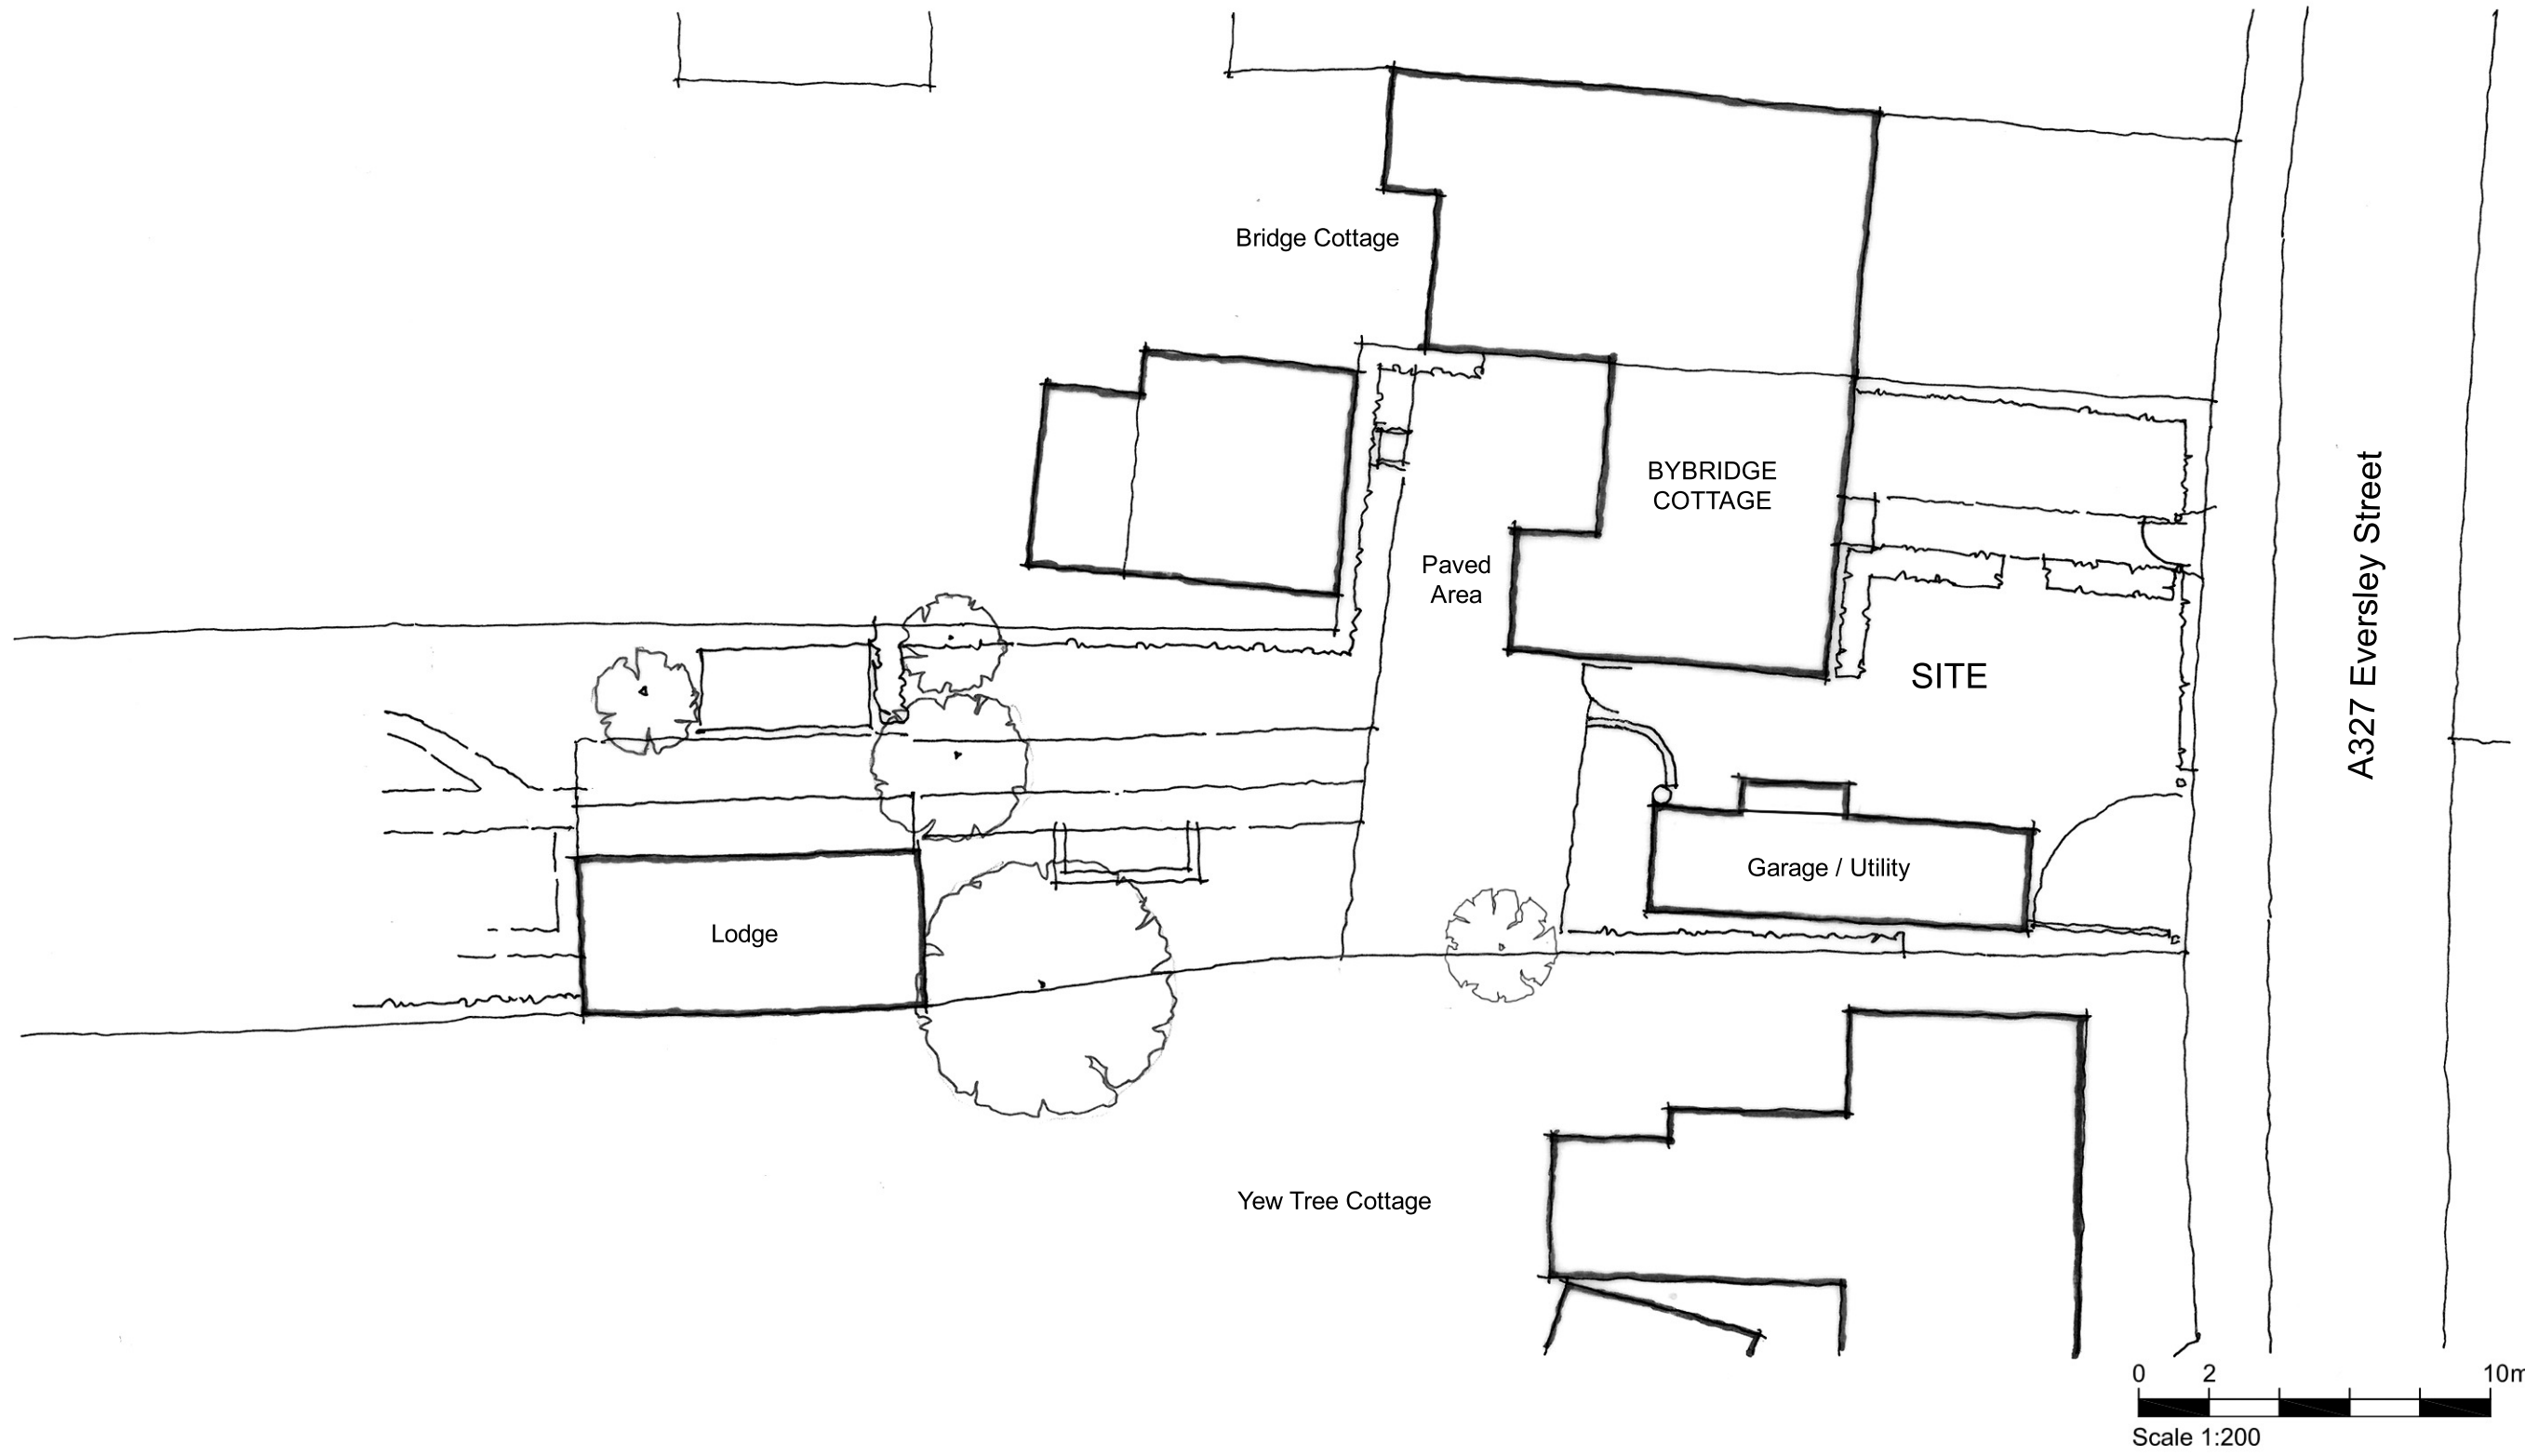 Bridge Cottage
BYBRIDGE
COTTAGE
Paved
Area
SITE
A327 Eversley Street
Garage / Utility
Lodge
Yew Tree Cottage
0 2 10m
Scale 1:200